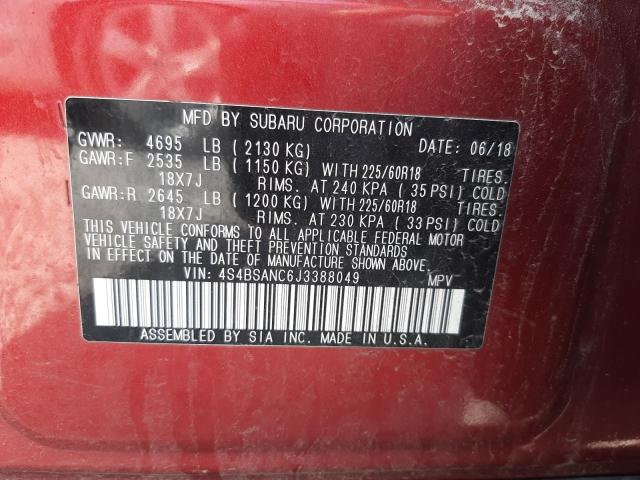 MFD BY SUBARU CORPORATION
GVWR: 4695 LB (2130 KG) DATE: 06/18
GAWR:F 2535 LB (1150 KG) WITH 225/60R18 TIRES.
18X7J RIMS. AT 240 KPA (35 PSI) COLD
GAWR:R 2645 LB (1200 KG) WITH 225/60R18 TIRES.
18X7J RIMS. AT 230 KPA (33 PSI) COLD
THIS VEHICLE CONFORMS TO ALL APPLICABLE FEDERAL MOTOR
VEHICLE SAFETY AND THEFT PREVENTION STANDARDS
IN EFFECT ON THE DATE OF MANUFACTURE SHOWN ABOVE.
VIN: 4S4BSANC6J3388049 MPV
ASSEMBLED BY SIA INC. MADE IN U.S.A.